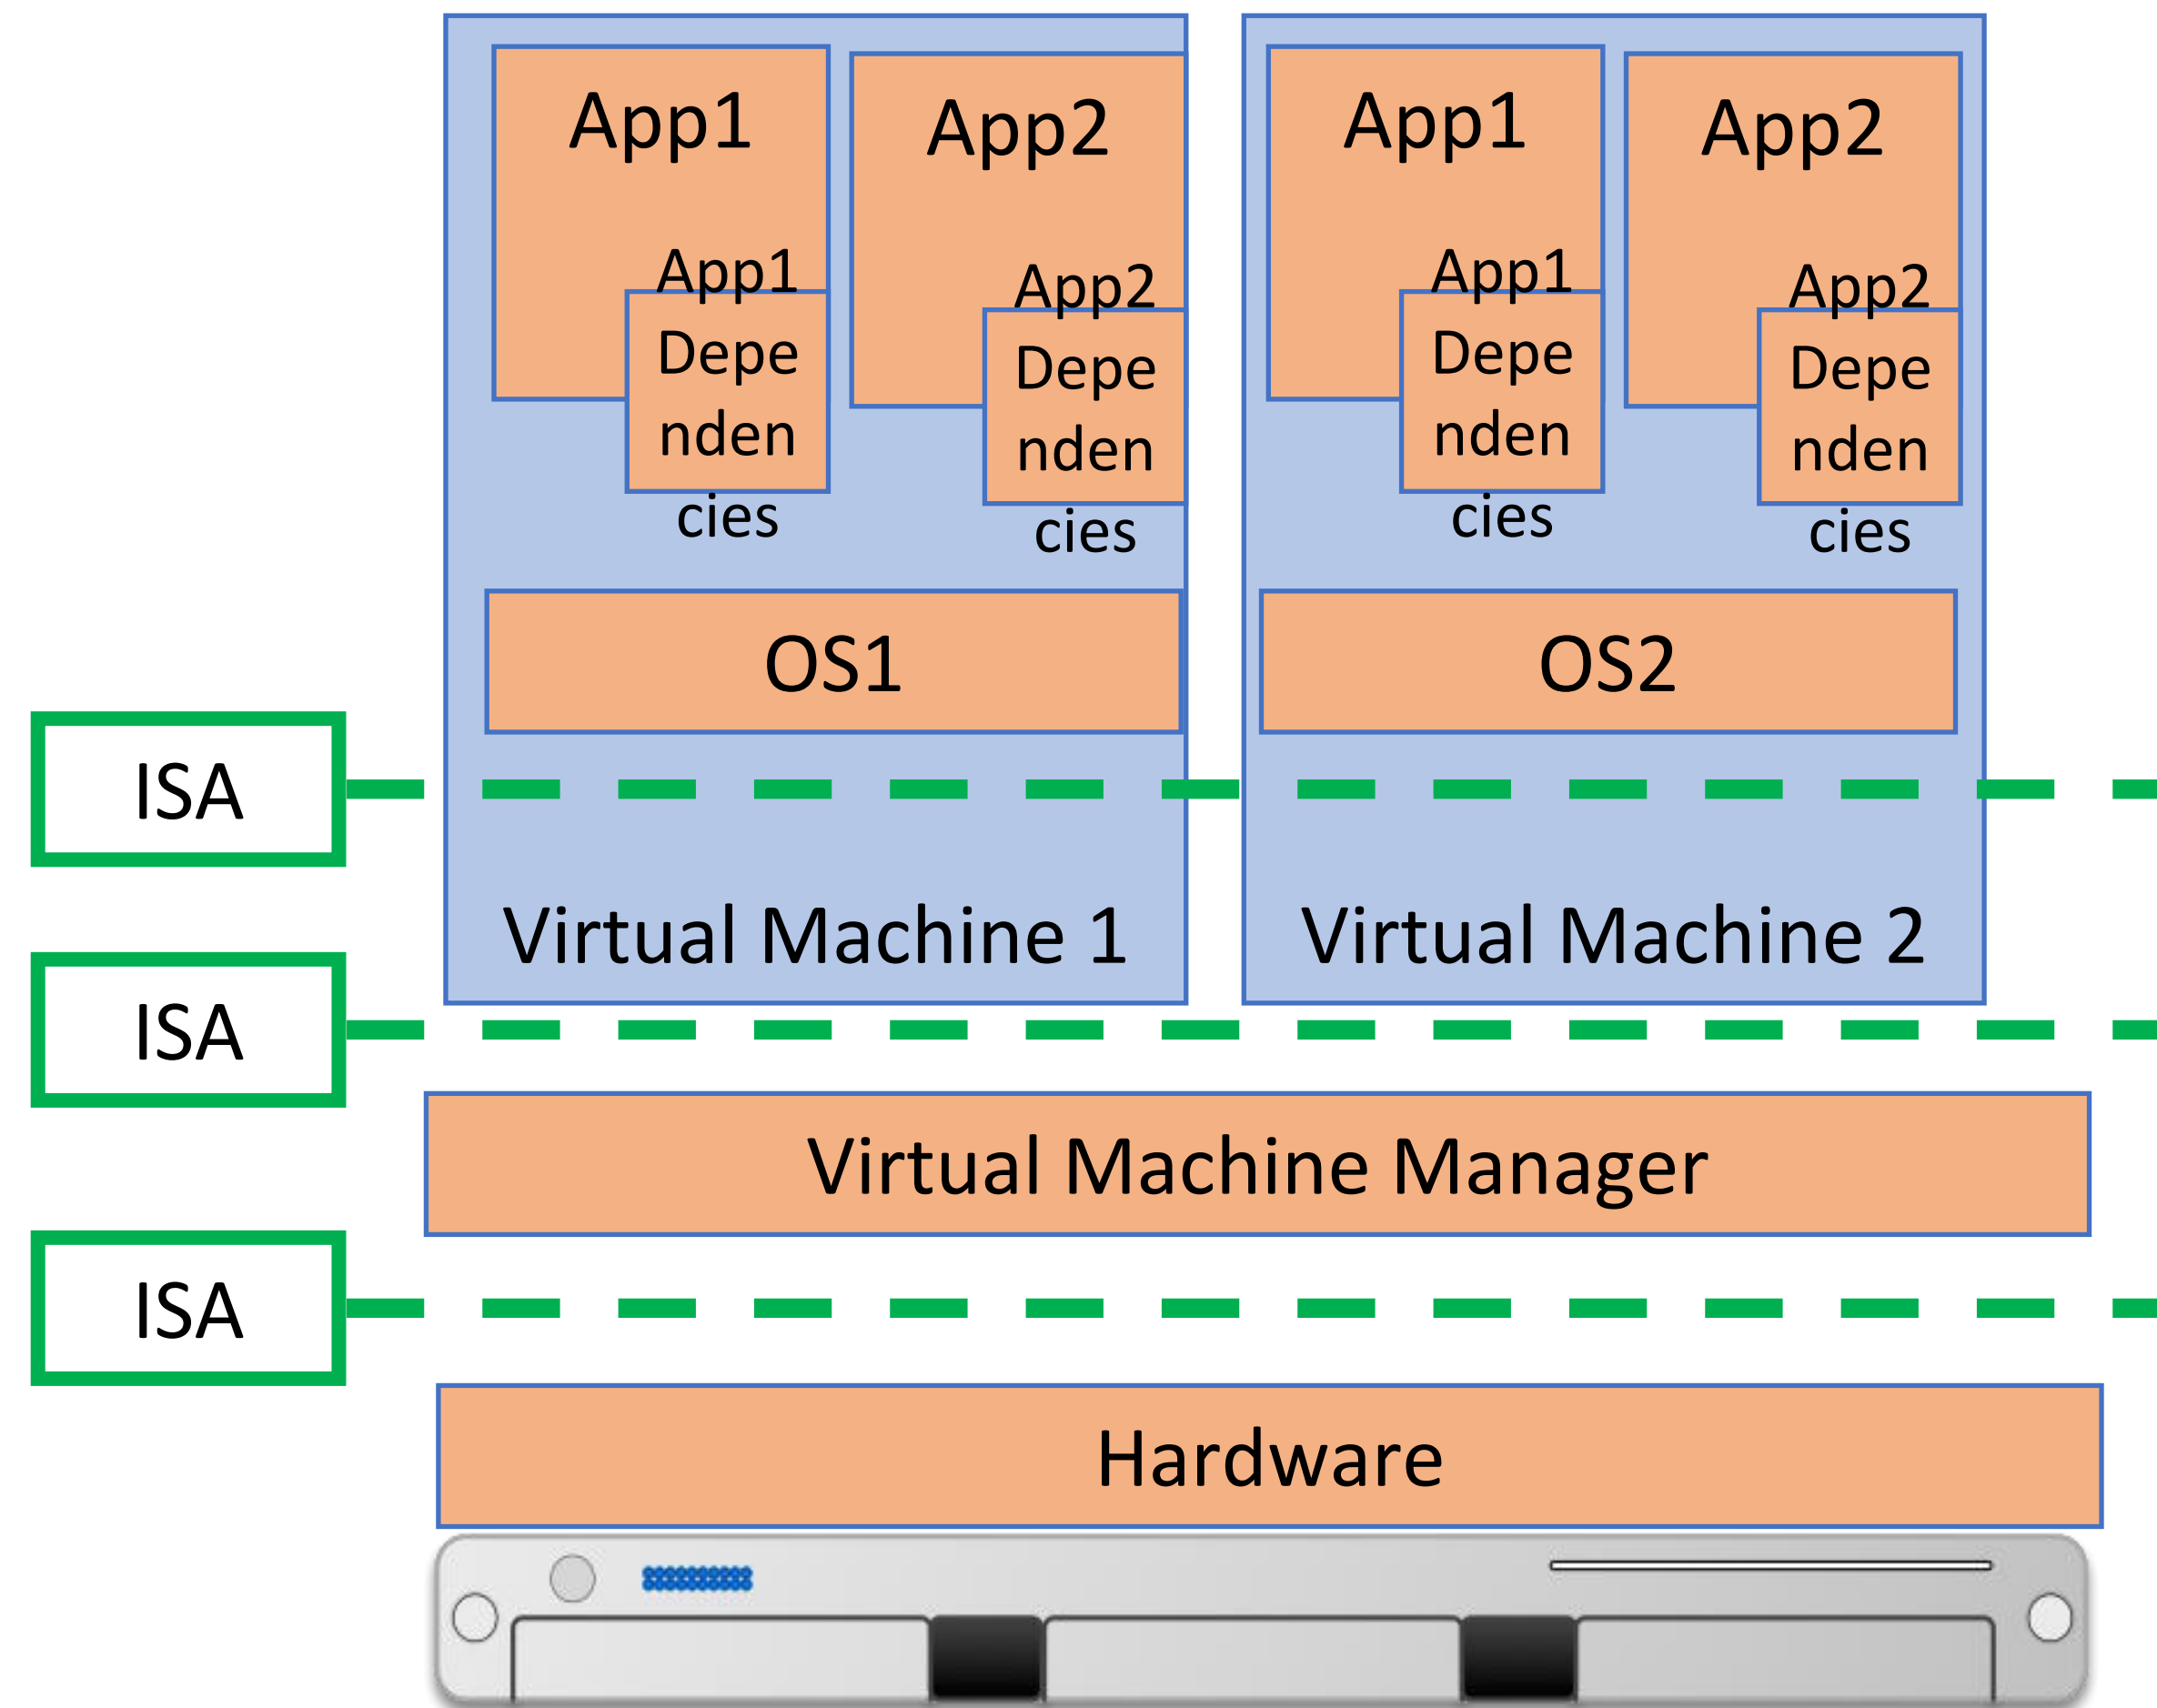 App1
App1
Depe
nden
cies
App2
App2
Depe
nden
cies
OS1
Virtual Machine 1
App1
App1
Depe
nden
cies
App2
App2
Depe
nden
cies
OS2
Virtual Machine 2
ISA
ISA
Virtual Machine Manager
ISA
Hardware